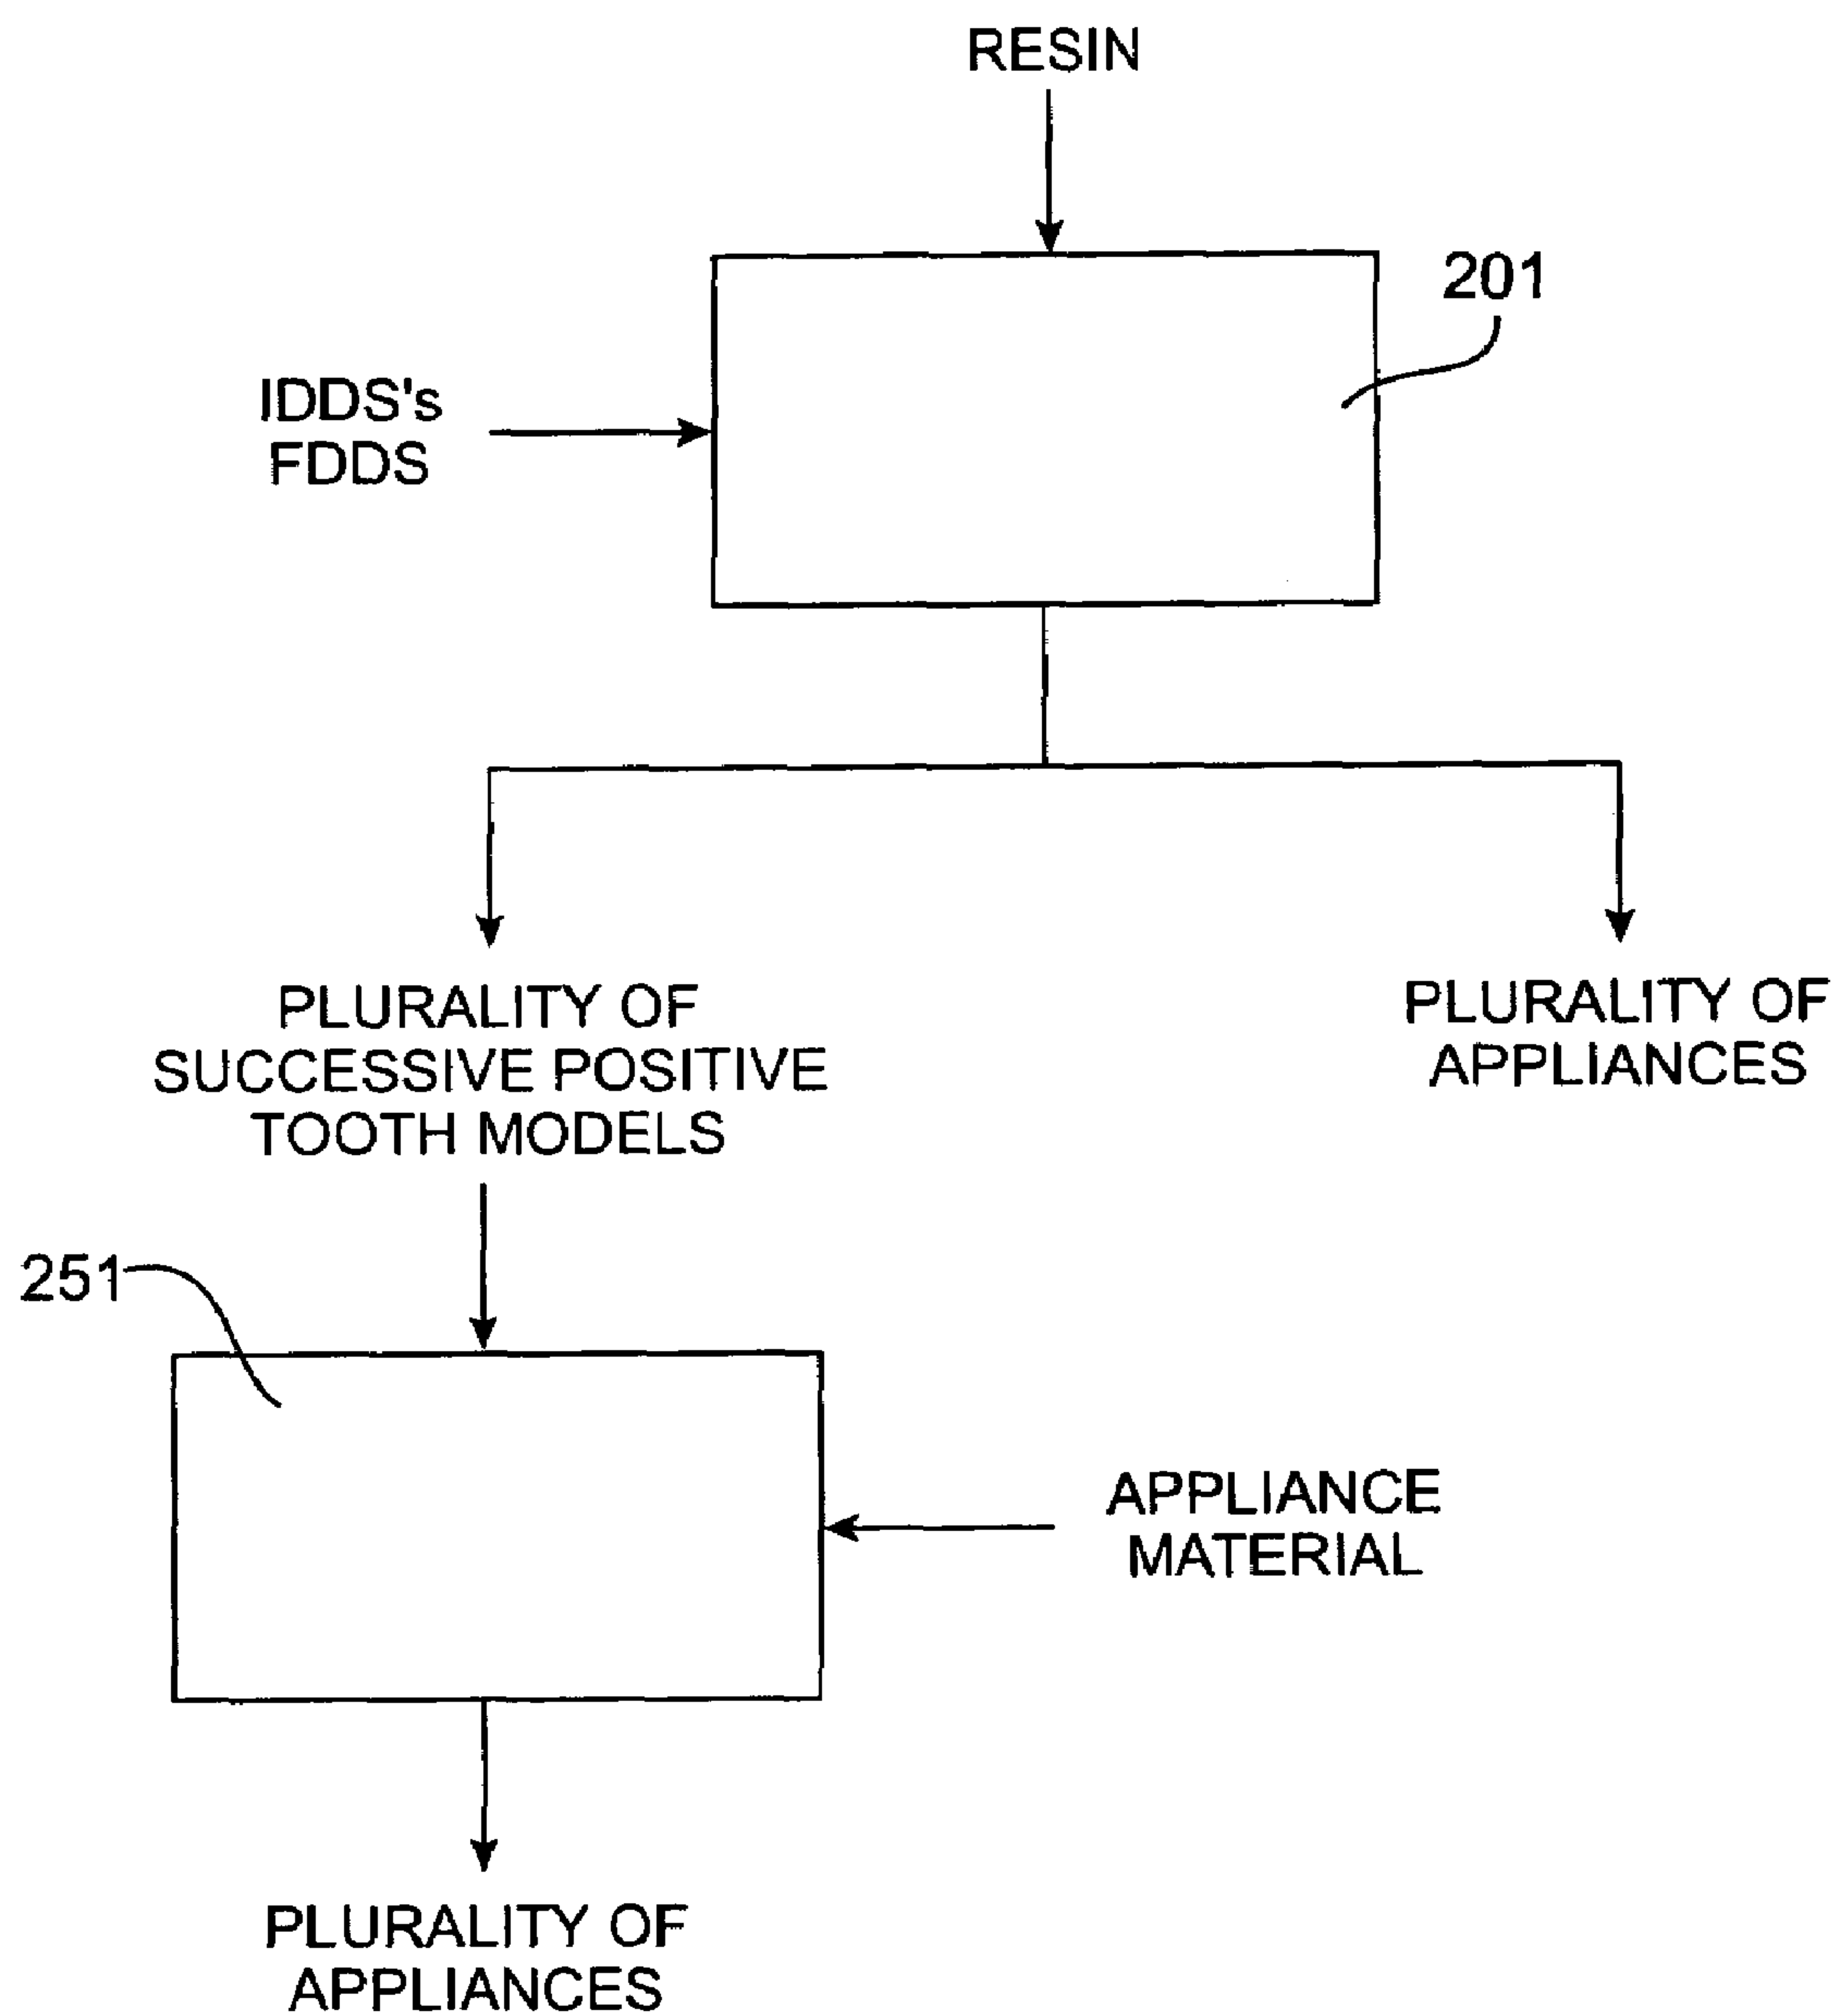 RESIN
201
IDDS's
FDDS
PLURALITY OF
SUCCESSIVE POSITIVE
TOOTH MODELS
PLURALITY OF
APPLIANCES
251
APPLIANCE
MATERIAL
PLURALITY OF
APPLIANCES